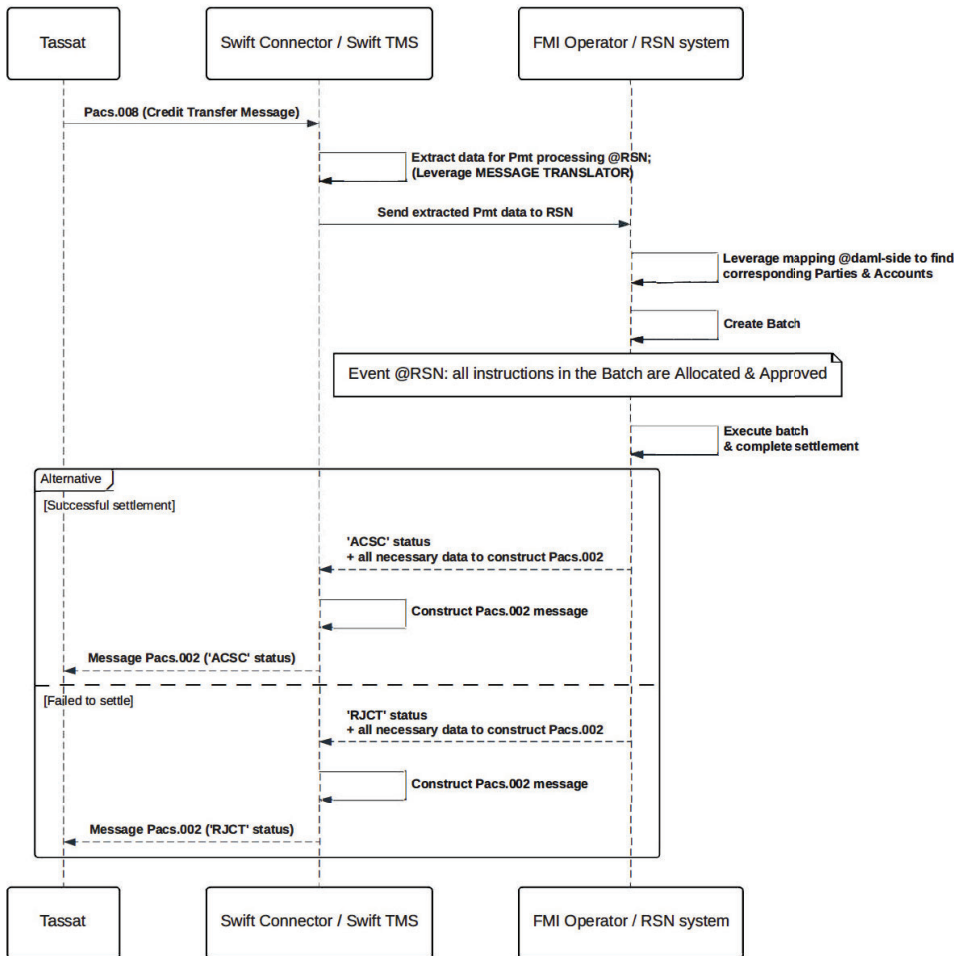 Tassat
Swift Connector / Swift TMS
FMI Operator / RSN system
Pacs.008 (Credit Transfer Message)
Extract data for Pmt processing @RSN;
(Leverage MESSAGE TRANSLATOR)
Send extracted Pmt data to RSN
Leverage mapping @daml-side to find
corresponding Parties & Accounts
Create Batch
Event @RSN: all instructions in the Batch are Allocated & Approved
Execute batch
& complete settlement
Alternative
[Successful settlement]
'ACSC' status
+ all necessary data to construct Pacs.002
Construct Pacs.002 message
Message Pacs.002 ('ACSC' status)
[Failed to settle]
'RJCT' status
+ all necessary data to construct Pacs.002
Construct Pacs.002 message
Message Pacs.002 ('RJCT' status)
Tassat
Swift Connector / Swift TMS
FMI Operator / RSN system